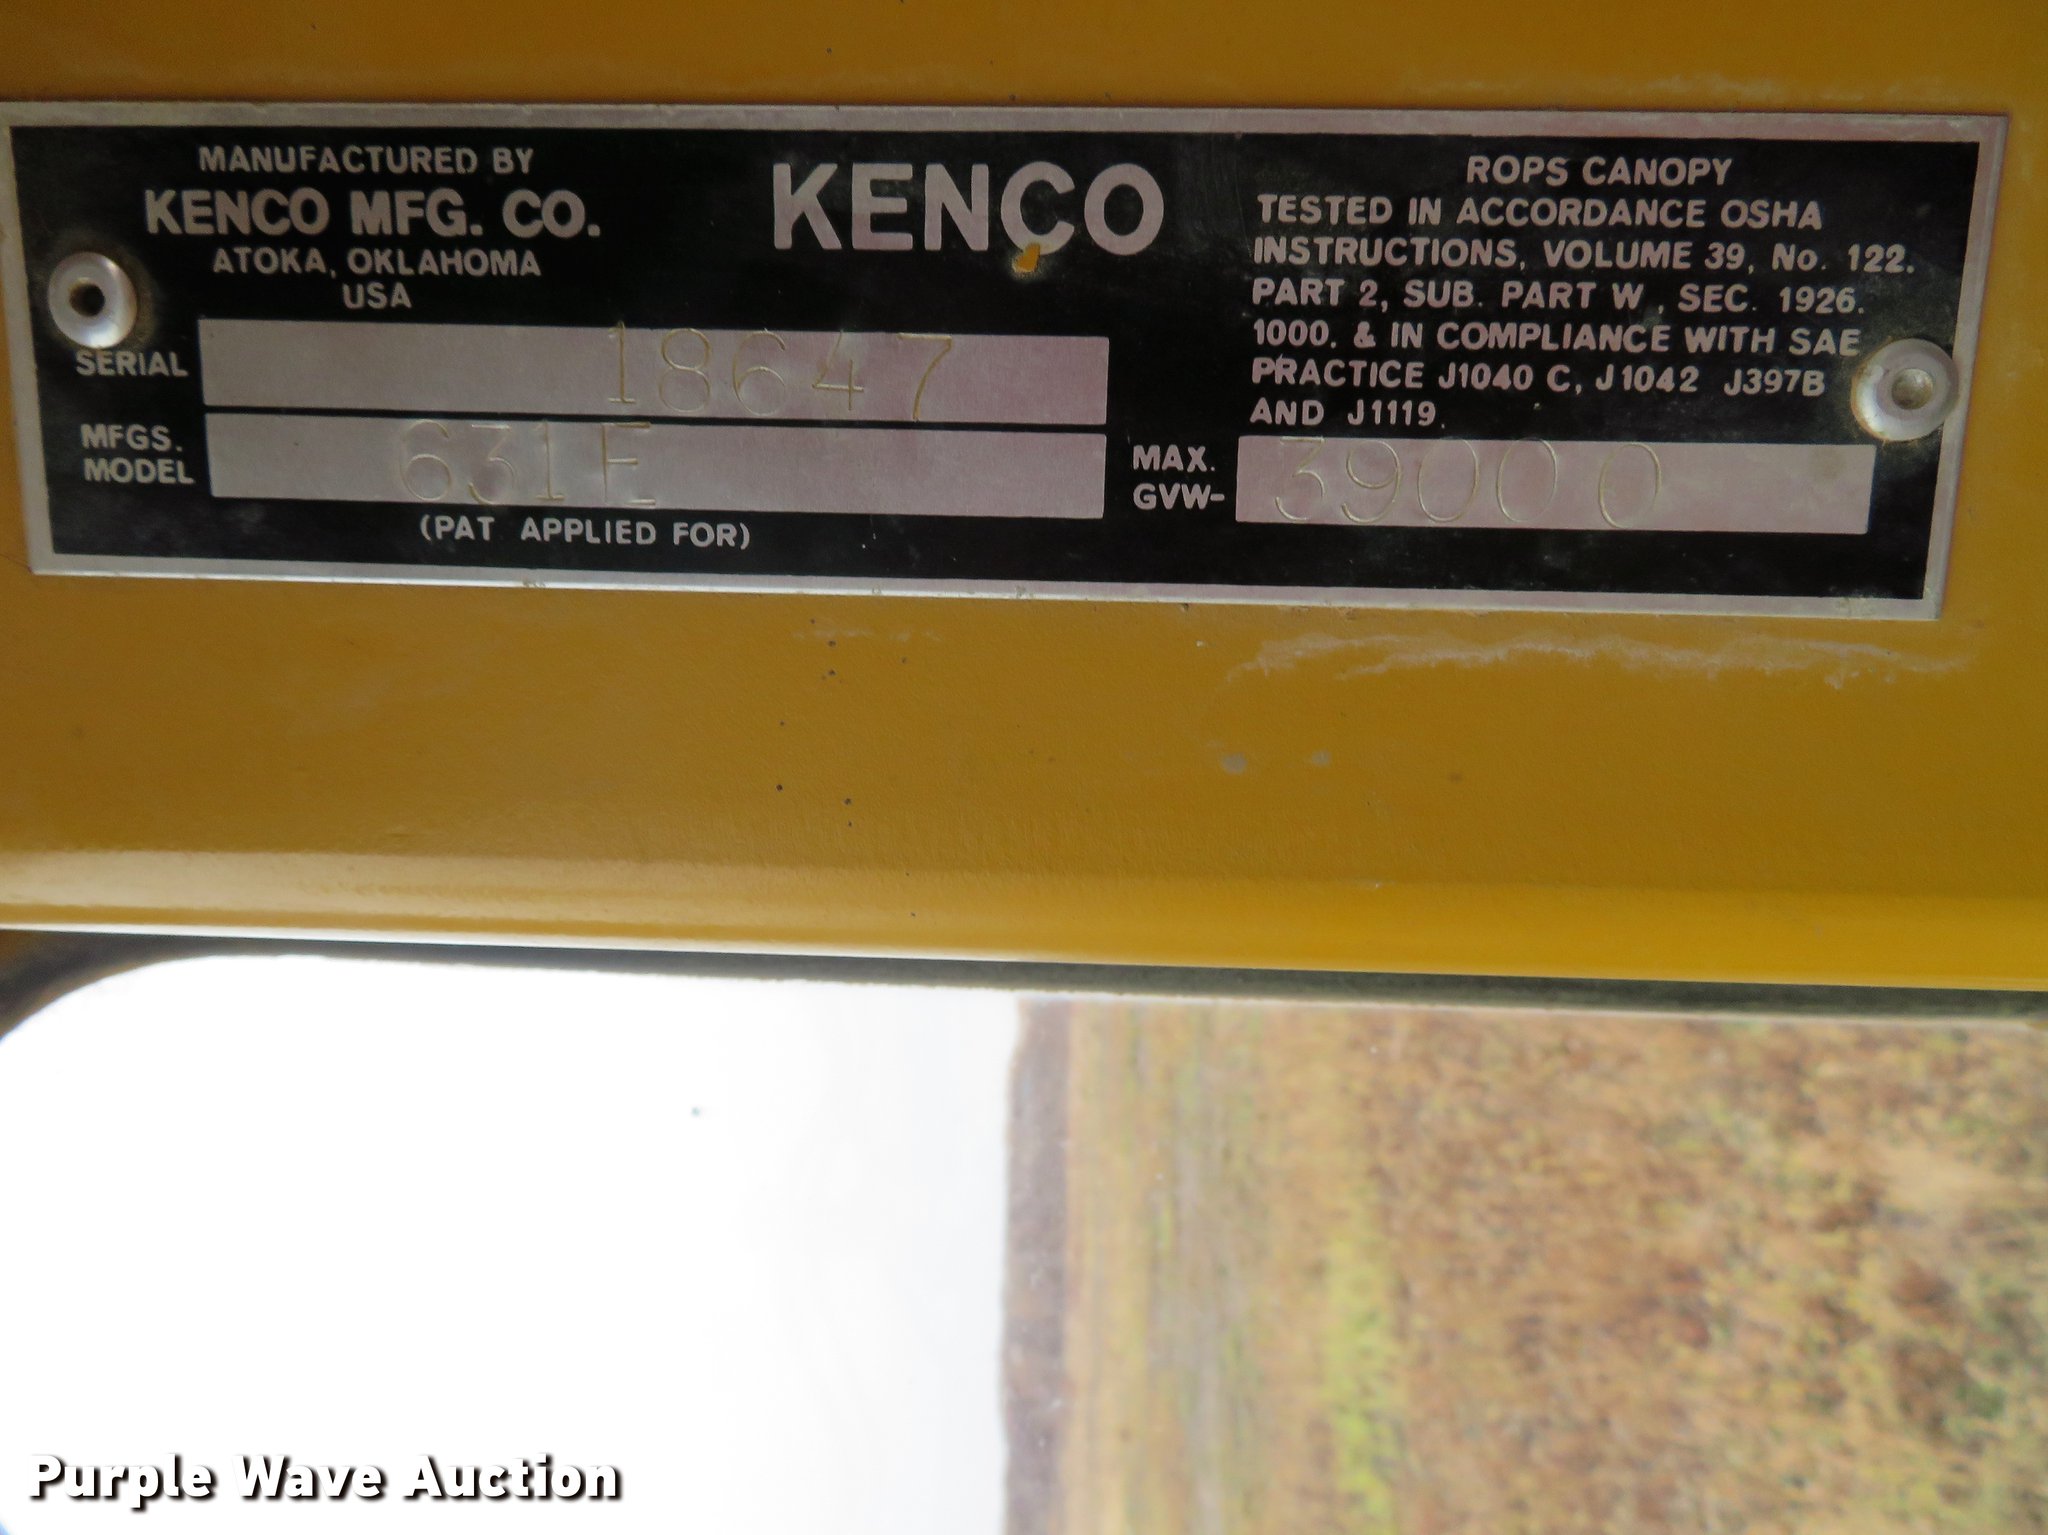 MANUFACTURED BY
KENCO MFG. CO.
ATOKA, OKLAHOMA
USA
KENCO
SERIAL 18647
MFGS.
MODEL 631E
(PAT APPLIED FOR)
ROPS CANOPY
TESTED IN ACCORDANCE OSHA
INSTRUCTIONS, VOLUME 39, No. 122.
PART 2, SUB. PART W, SEC. 1926.
1000. & IN COMPLIANCE WITH SAE
PRACTICE J1040 C, J1042 J397B
AND J1119.
MAX.
GVW- 39000
Purple Wave Auction